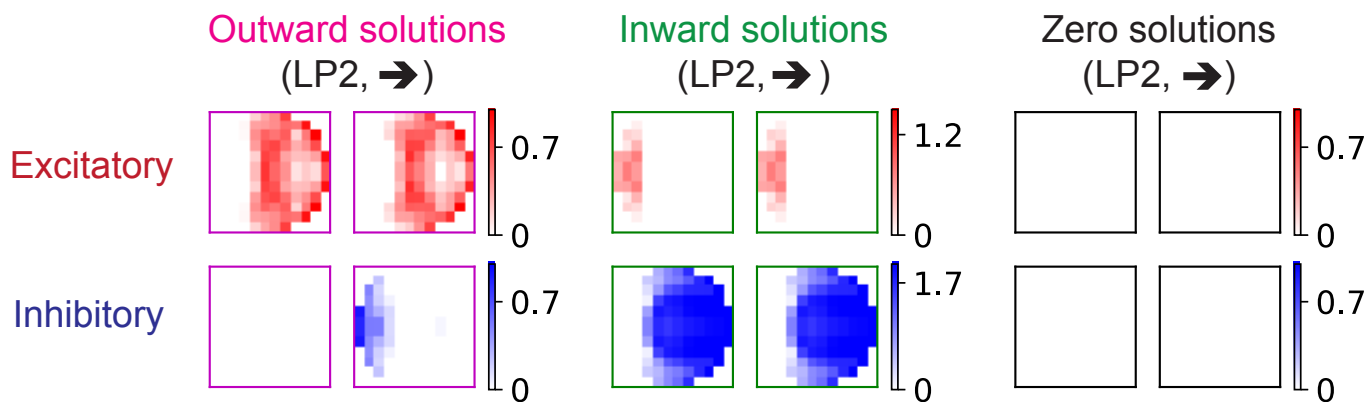 Outward solutions
(LP2, ➔)
Inward solutions
(LP2, ➔)
Zero solutions
(LP2, ➔)
Excitatory
0.7
0
1.2
0
0.7
0
Inhibitory
0.7
0
1.7
0
0.7
0